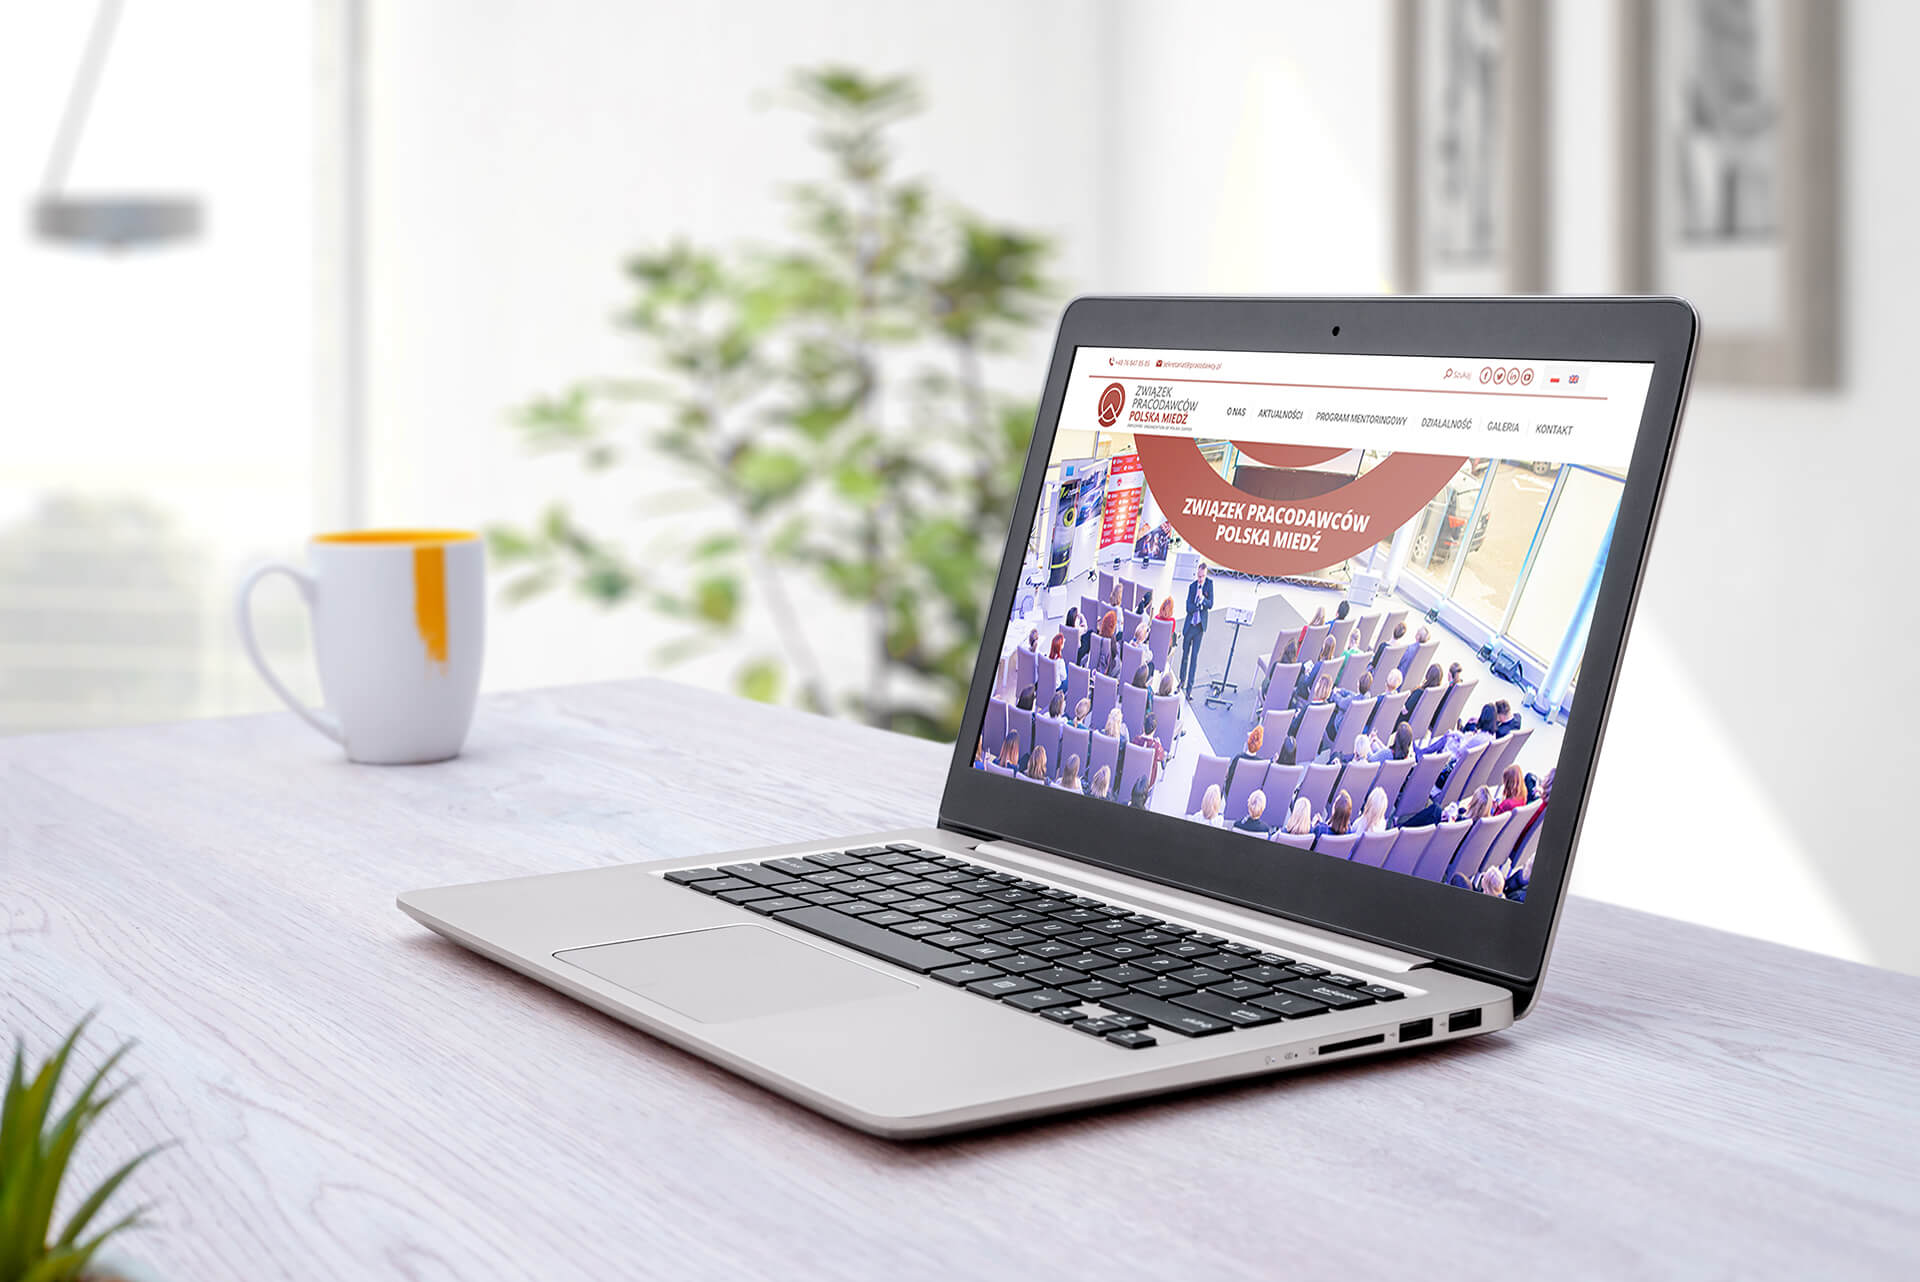 +48 76 847 85 85 sekretariat@pracodawcy.pl
Szukaj
ZWIĄZEK
PRACODAWCÓW
POLSKA MIEDŹ
O NAS AKTUALNOŚCI PROGRAM MENTORINGOWY DZIAŁALNOŚĆ GALERIA KONTAKT
ZWIĄZEK PRACODAWCÓW
POLSKA MIEDŹ